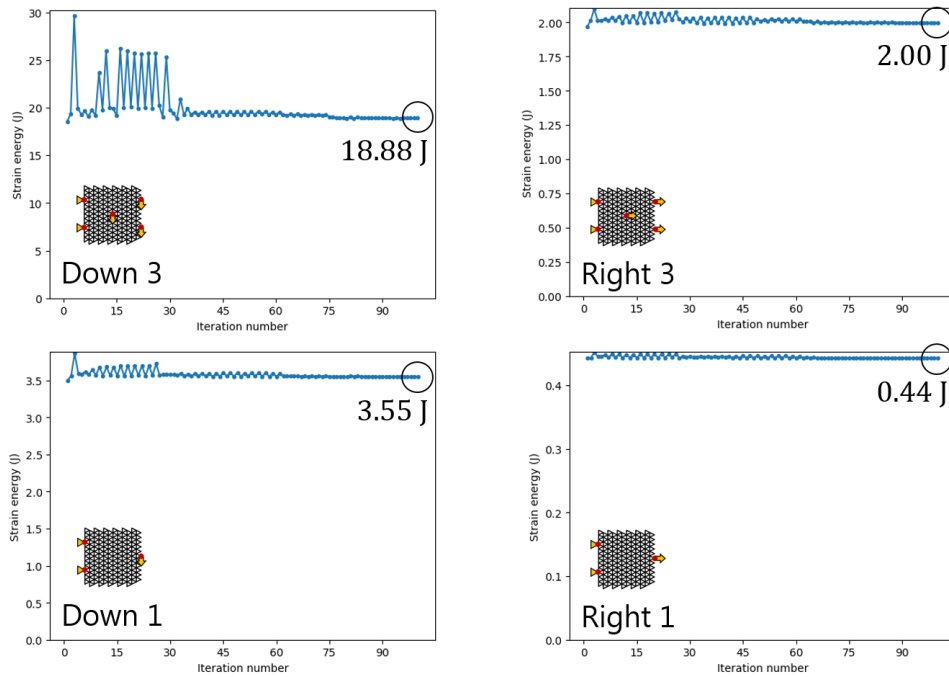 30
25
20
15
10
5
0
Strain energy (J)
18.88 J
Down 3
0 15 30 45 60 75 90
Iteration number
2.00
1.75
1.50
1.25
1.00
0.75
0.50
0.25
0.00
Strain energy (J)
2.00 J
Right 3
0 15 30 45 60 75 90
Iteration number
3.5
3.0
2.5
2.0
1.5
1.0
0.5
0.0
Strain energy (J)
3.55 J
Down 1
0 15 30 45 60 75 90
Iteration number
0.4
0.3
0.2
0.1
0.0
Strain energy (J)
0.44 J
Right 1
0 15 30 45 60 75 90
Iteration number